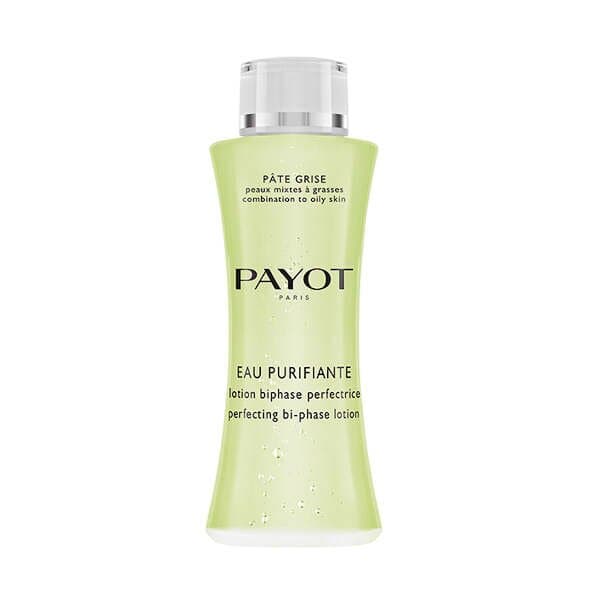 PÂTE GRISE
peaux mixtes à grasses
combination to oily skin
PAYOT
PARIS
EAU PURIFIANTE
lotion biphase perfectrice
perfecting bi-phase lotion